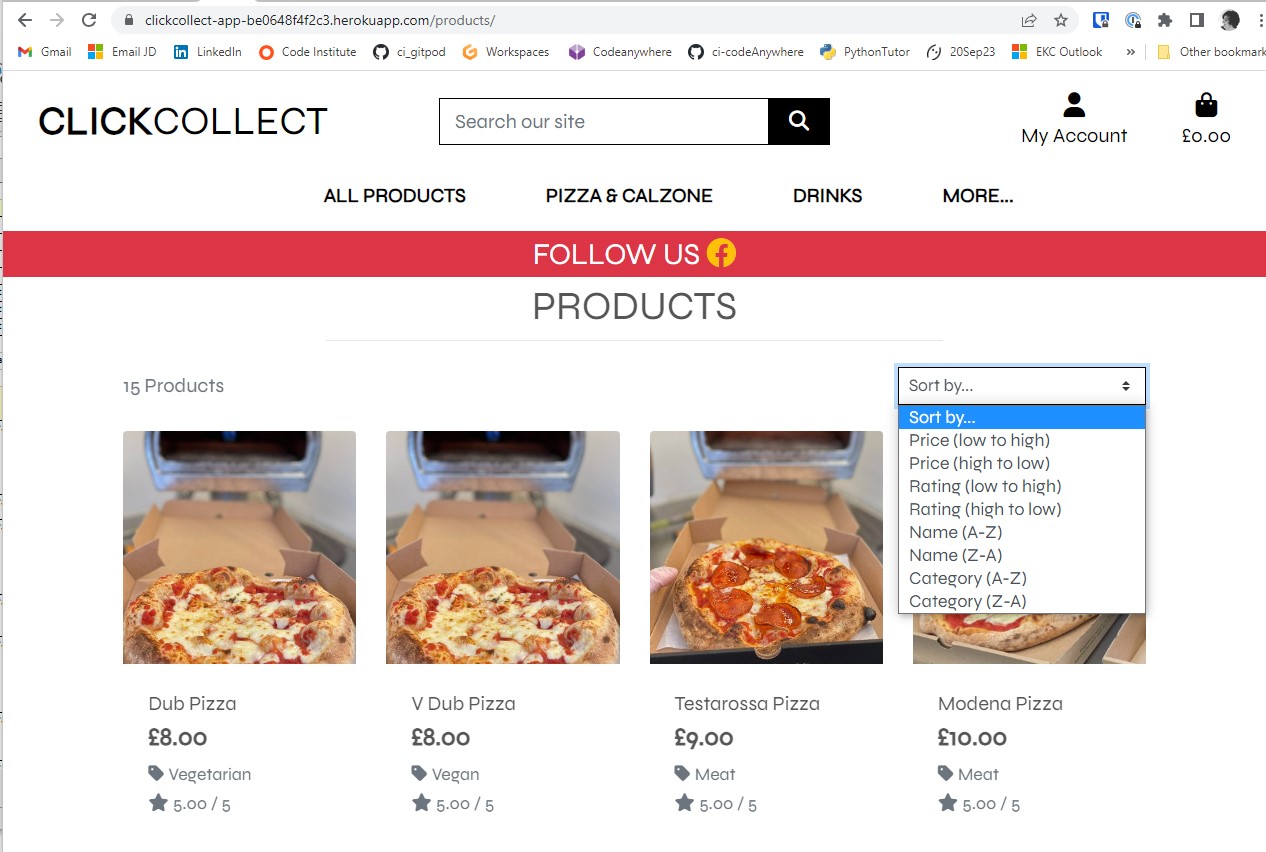 clickcollect-app-be0648f4f2c3.herokuapp.com/products/
Gmail Email JD LinkedIn Code Institute ci_gitpod Workspaces Codeanywhere ci-codeAnywhere PythonTutor 20Sep23 EKC Outlook » Other bookmark
CLICKCOLLECT
Search our site
My Account
£0.00
ALL PRODUCTS PIZZA & CALZONE DRINKS MORE...
FOLLOW US
PRODUCTS
15 Products
Sort by...
Sort by...
Price (low to high)
Price (high to low)
Rating (low to high)
Rating (high to low)
Name (A-Z)
Name (Z-A)
Category (A-Z)
Category (Z-A)
Dub Pizza
£8.00
Vegetarian
5.00 / 5
V Dub Pizza
£8.00
Vegan
5.00 / 5
Testarossa Pizza
£9.00
Meat
5.00 / 5
Modena Pizza
£10.00
Meat
5.00 / 5